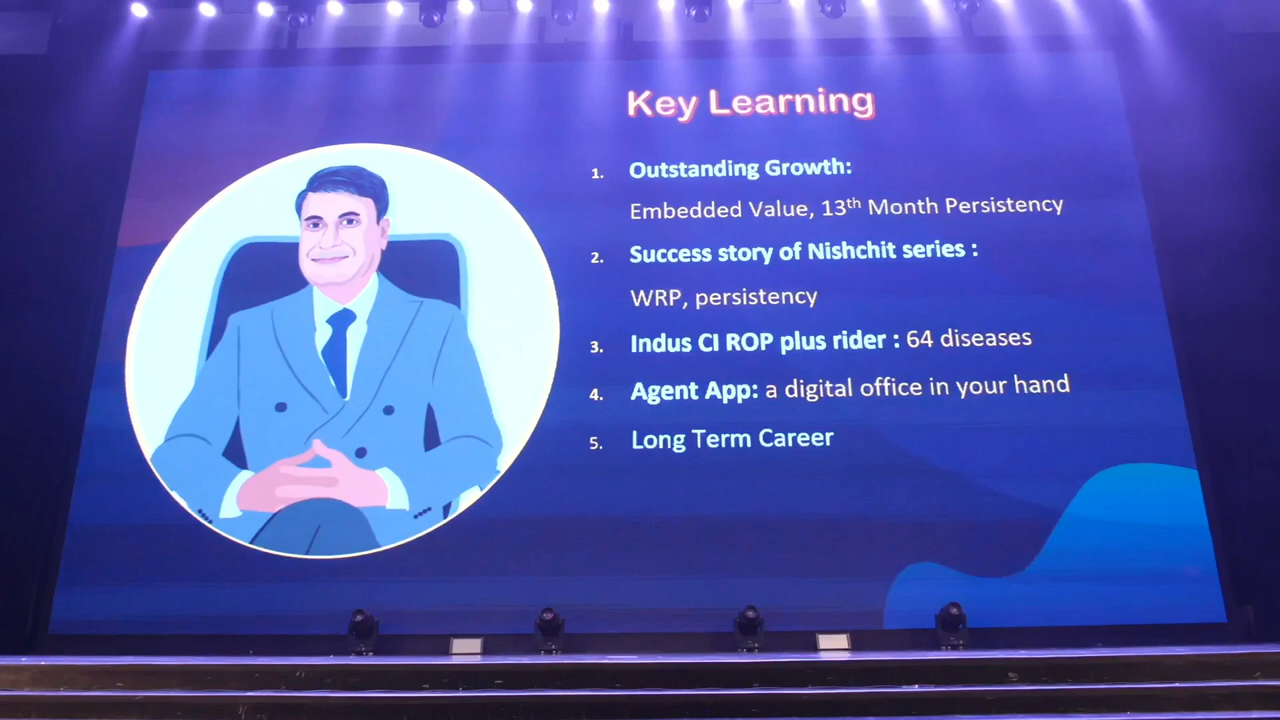 Key Learning
1. Outstanding Growth:
Embedded Value, 13th Month Persistency
2. Success story of Nishchit series :
WRP, persistency
3. Indus CI ROP plus rider : 64 diseases
4. Agent App: a digital office in your hand
5. Long Term Career